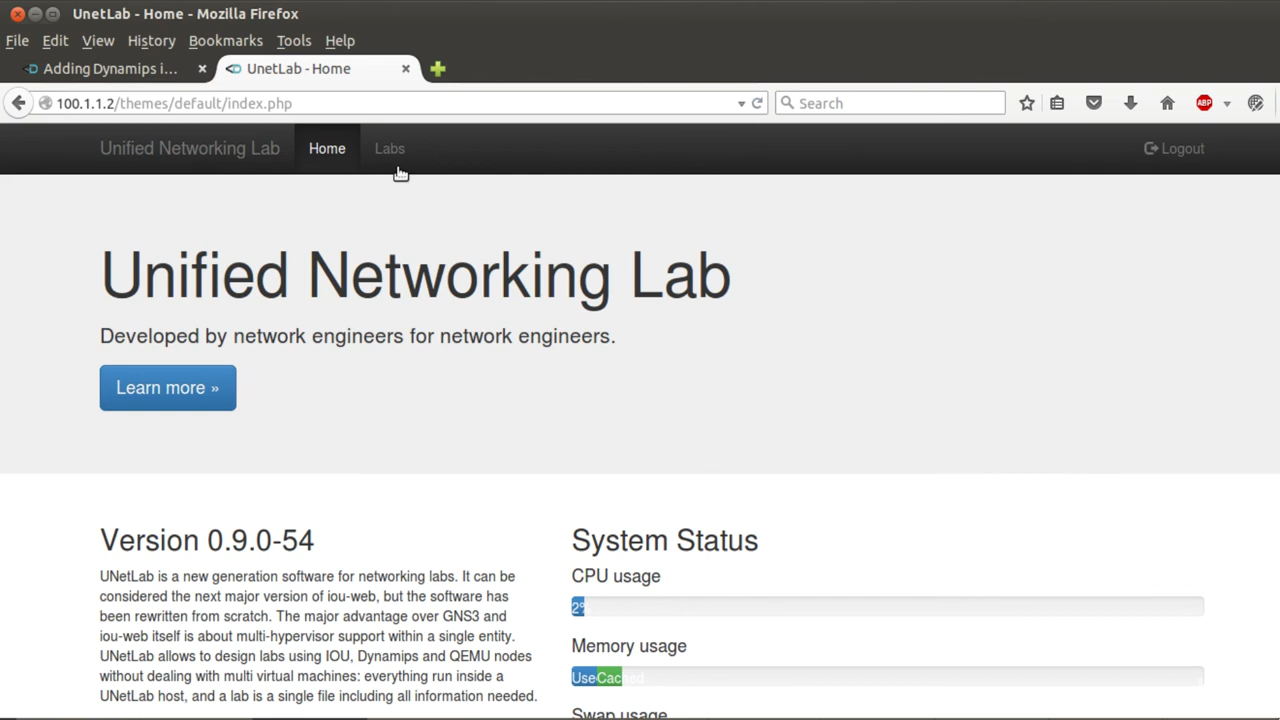 UnetLab - Home - Mozilla Firefox
File Edit View History Bookmarks Tools Help
Adding Dynamips i... UnetLab - Home
100.1.1.2/themes/default/index.php Search ABP
Unified Networking Lab Home Labs Logout
Unified Networking Lab
Developed by network engineers for network engineers.
Learn more »
Version 0.9.0-54
UNetLab is a new generation software for networking labs. It can be
considered the next major version of iou-web, but the software has
been rewritten from scratch. The major advantage over GNS3 and
iou-web itself is about multi-hypervisor support within a single entity.
UNetLab allows to design labs using IOU, Dynamips and QEMU nodes
without dealing with multi virtual machines: everything run inside a
UNetLab host, and a lab is a single file including all information needed.
System Status
CPU usage
2%
Memory usage
Use Cached
Swap usage